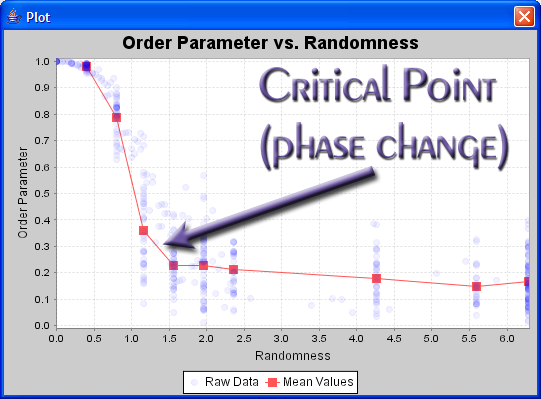 Plot
Order Parameter vs. Randomness
Critical Point
(phase change)
Order Parameter
1.0
0.9
0.8
0.7
0.6
0.5
0.4
0.3
0.2
0.1
0.0
0.0 0.5 1.0 1.5 2.0 2.5 3.0 3.5 4.0 4.5 5.0 5.5 6.0
Randomness
Raw Data Mean Values